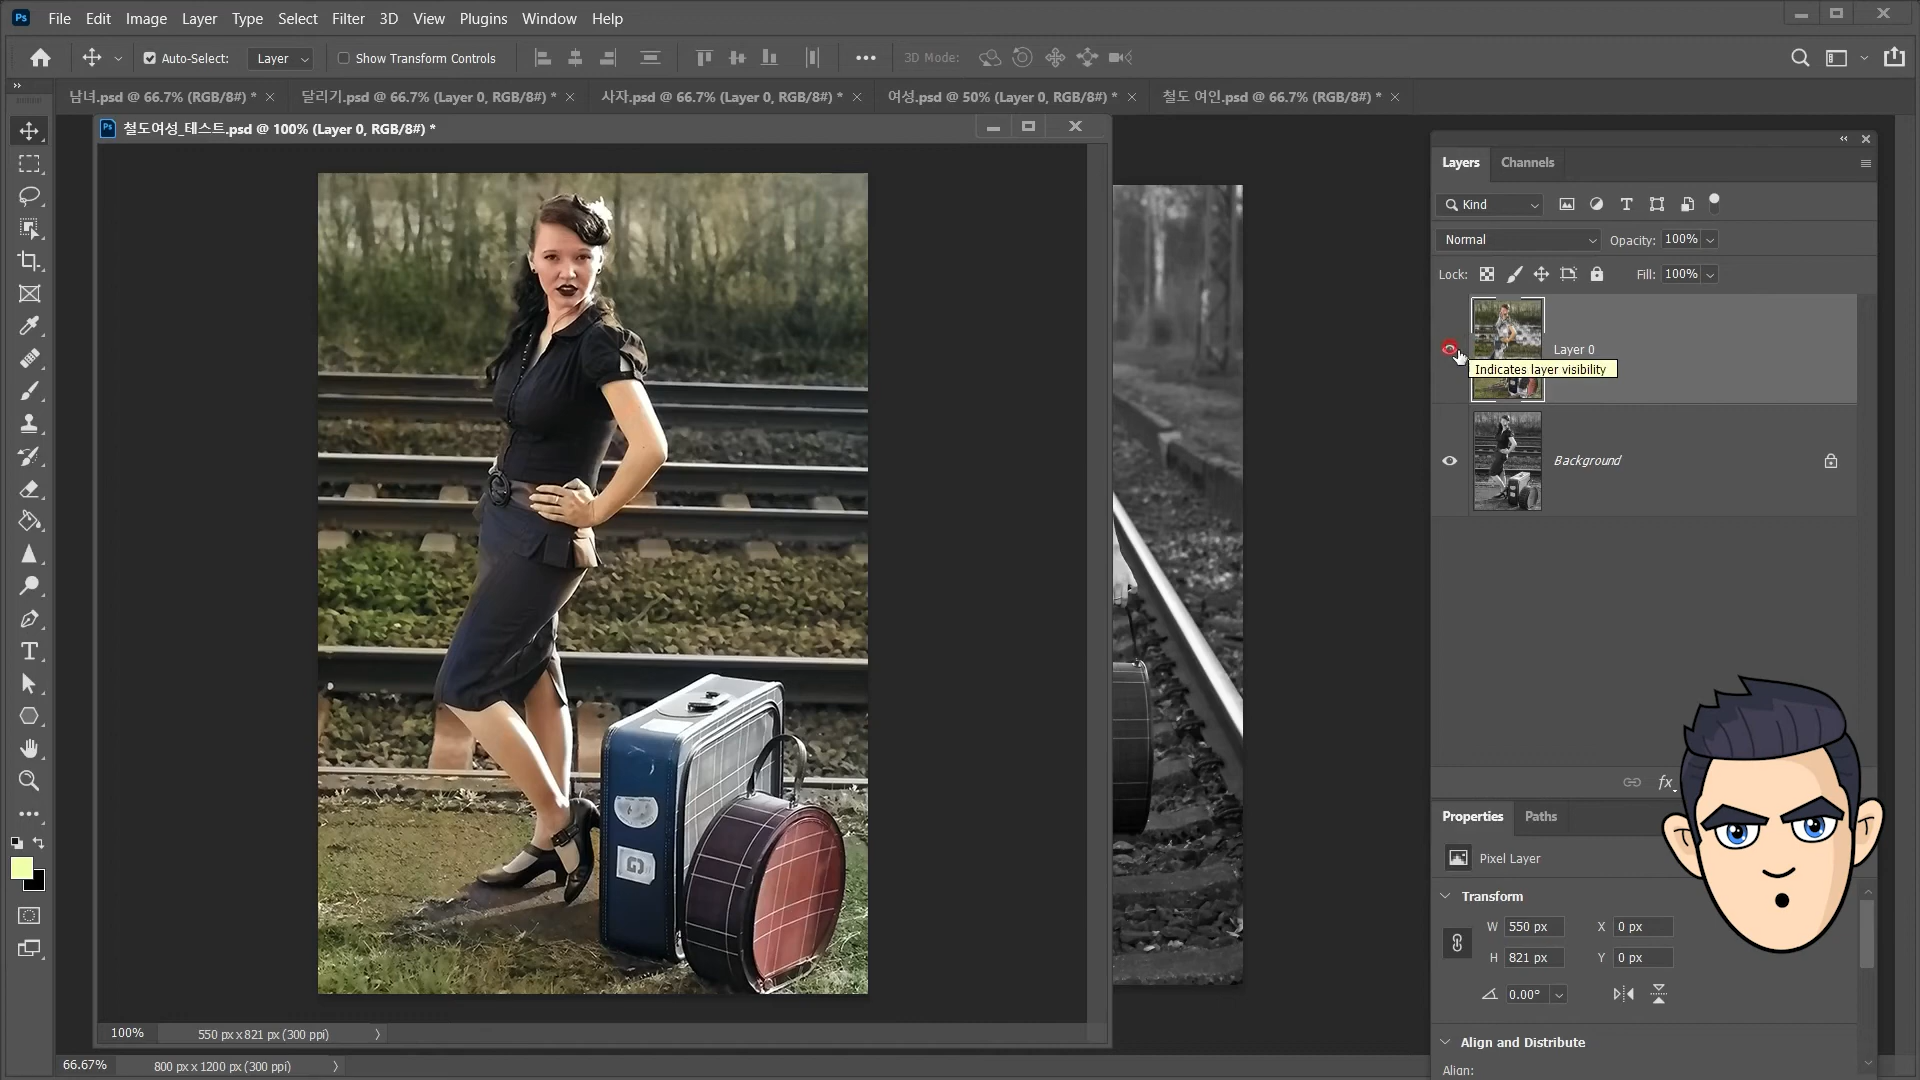 Ps File Edit Image Layer Type Select Filter 3D View Plugins Window Help
Auto-Select: Layer Show Transform Controls 3D Mode:
남녀.psd @ 66.7% (RGB/8#) * 달리기.psd @ 66.7% (Layer 0, RGB/8#) * 사자.psd @ 66.7% (Layer 0, RGB/8#) * 여성.psd @ 50% (Layer 0, RGB/8#) * 철도 여인.psd @ 66.7% (RGB/8#) *
Ps 철도여성_테스트.psd @ 100% (Layer 0, RGB/8#) *
Layers Channels
Kind
Normal Opacity: 100%
Lock: Fill: 100%
Layer 0
Indicates layer visibility
Background
fx
Properties Paths
Pixel Layer
Transform
W 550 px X 0 px
H 821 px Y 0 px
0.00°
Align and Distribute
Align:
100% 550 px x 821 px (300 ppi)
66.67% 800 px x 1200 px (300 ppi)